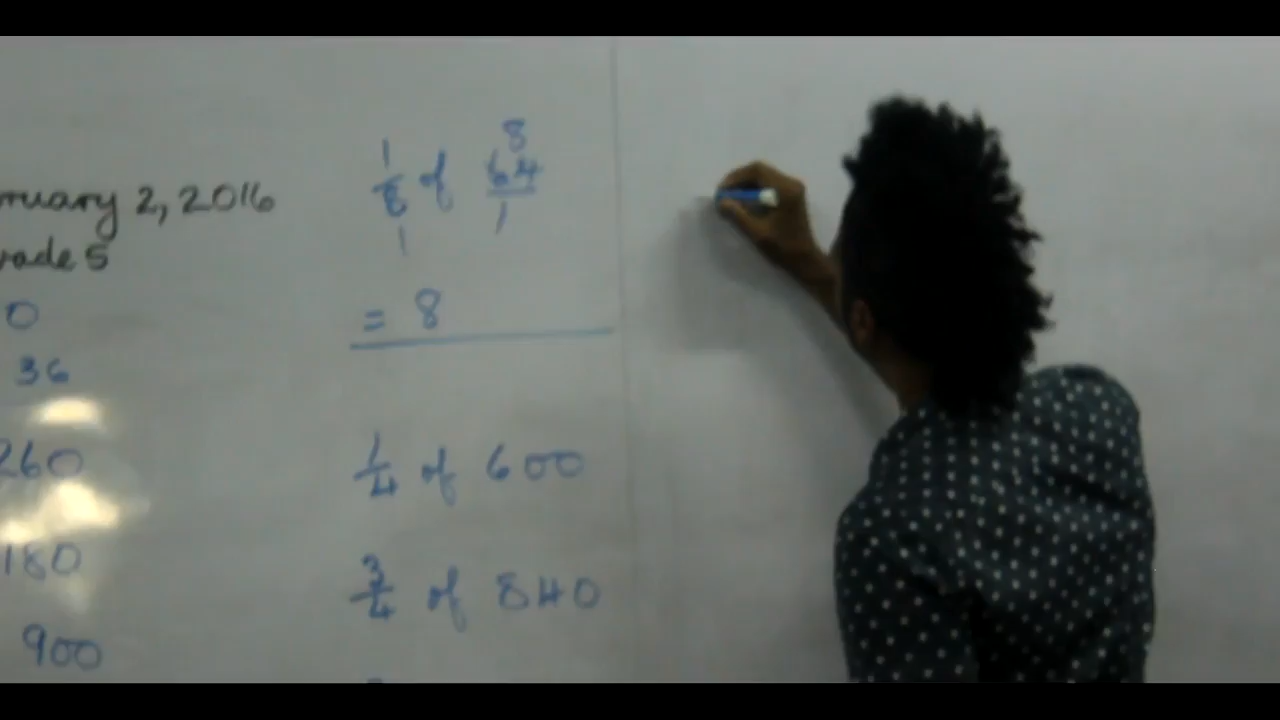 ruary 2, 2016
rade 5
0
36
260
180
900
1
1/8 of 64/1
8
1
= 8
1/4 of 600
3/4 of 840